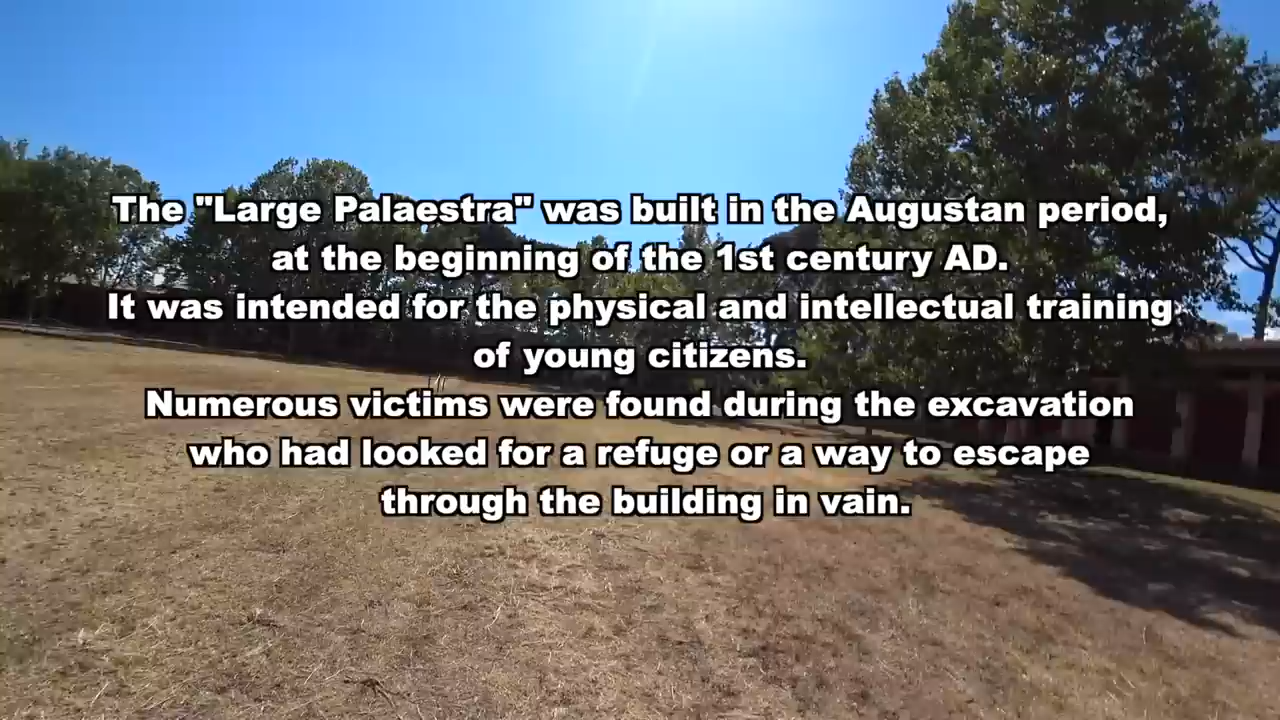 The "Large Palaestra" was built in the Augustan period,
at the beginning of the 1st century AD.
It was intended for the physical and intellectual training
of young citizens.
Numerous victims were found during the excavation
who had looked for a refuge or a way to escape
through the building in vain.